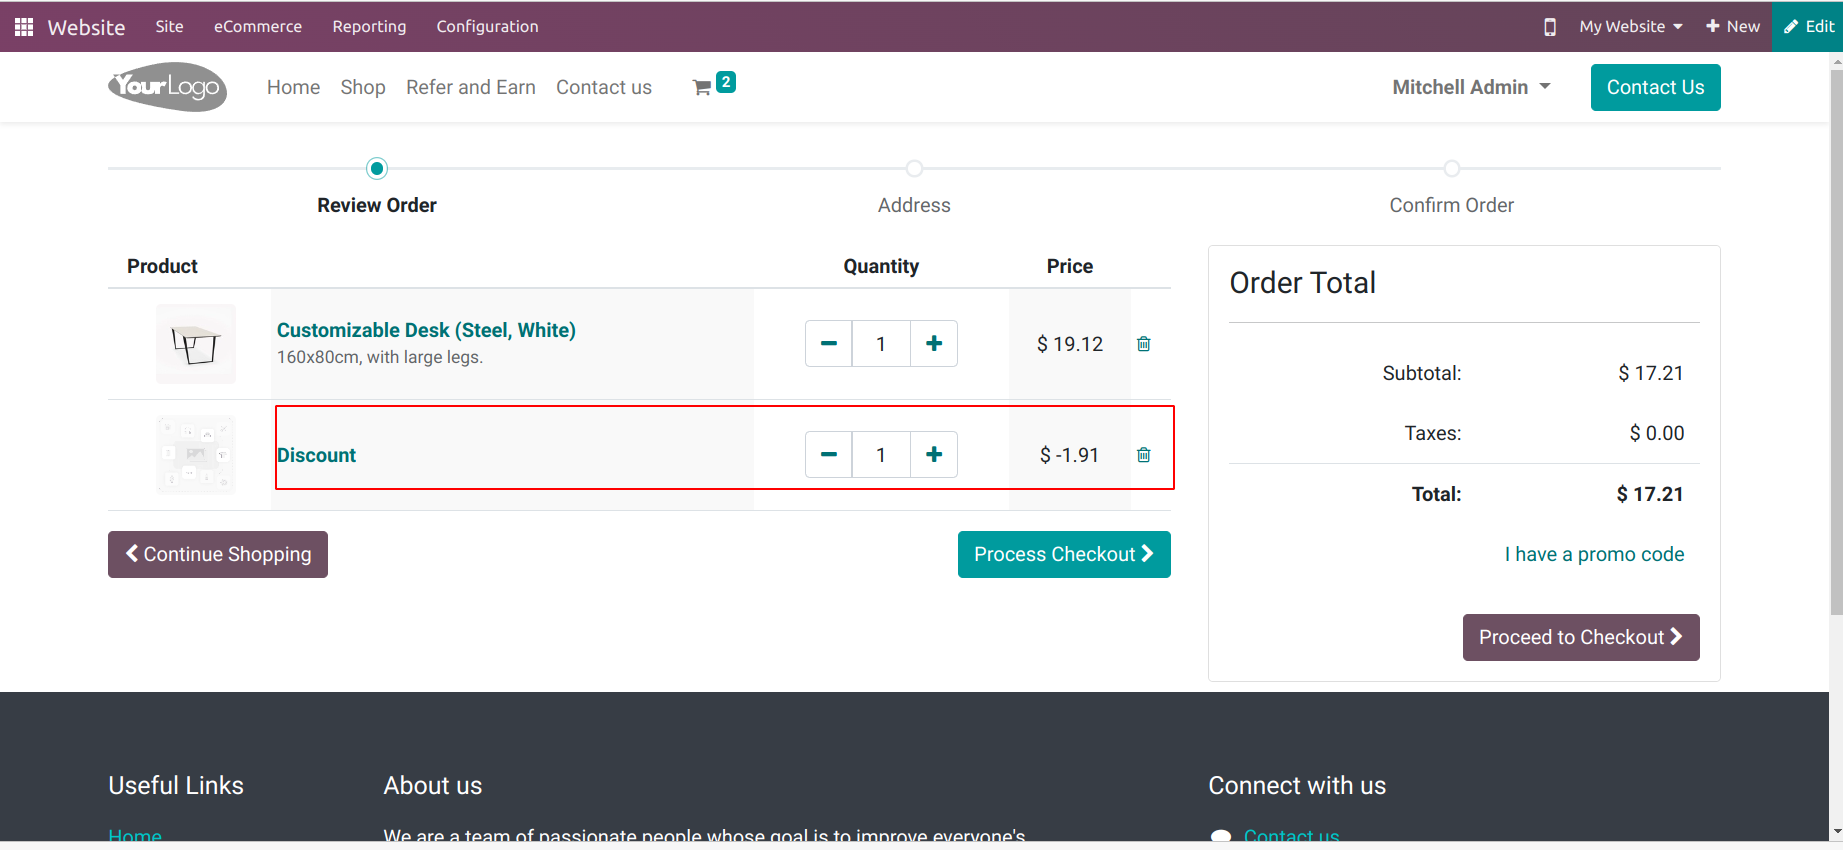 Website Site eCommerce Reporting Configuration My Website New Edit
YourLogo Home Shop Refer and Earn Contact us 2 Mitchell Admin Contact Us
Review Order Address Confirm Order
Product Quantity Price
Order Total
Customizable Desk (Steel, White)
160x80cm, with large legs.
1 $ 19.12
Subtotal: $ 17.21
Taxes: $ 0.00
Discount 1 $ -1.91
Total: $ 17.21
Continue Shopping Process Checkout
I have a promo code
Proceed to Checkout
Useful Links About us Connect with us
Home We are a team of passionate people whose goal is to improve everyone's Contact us